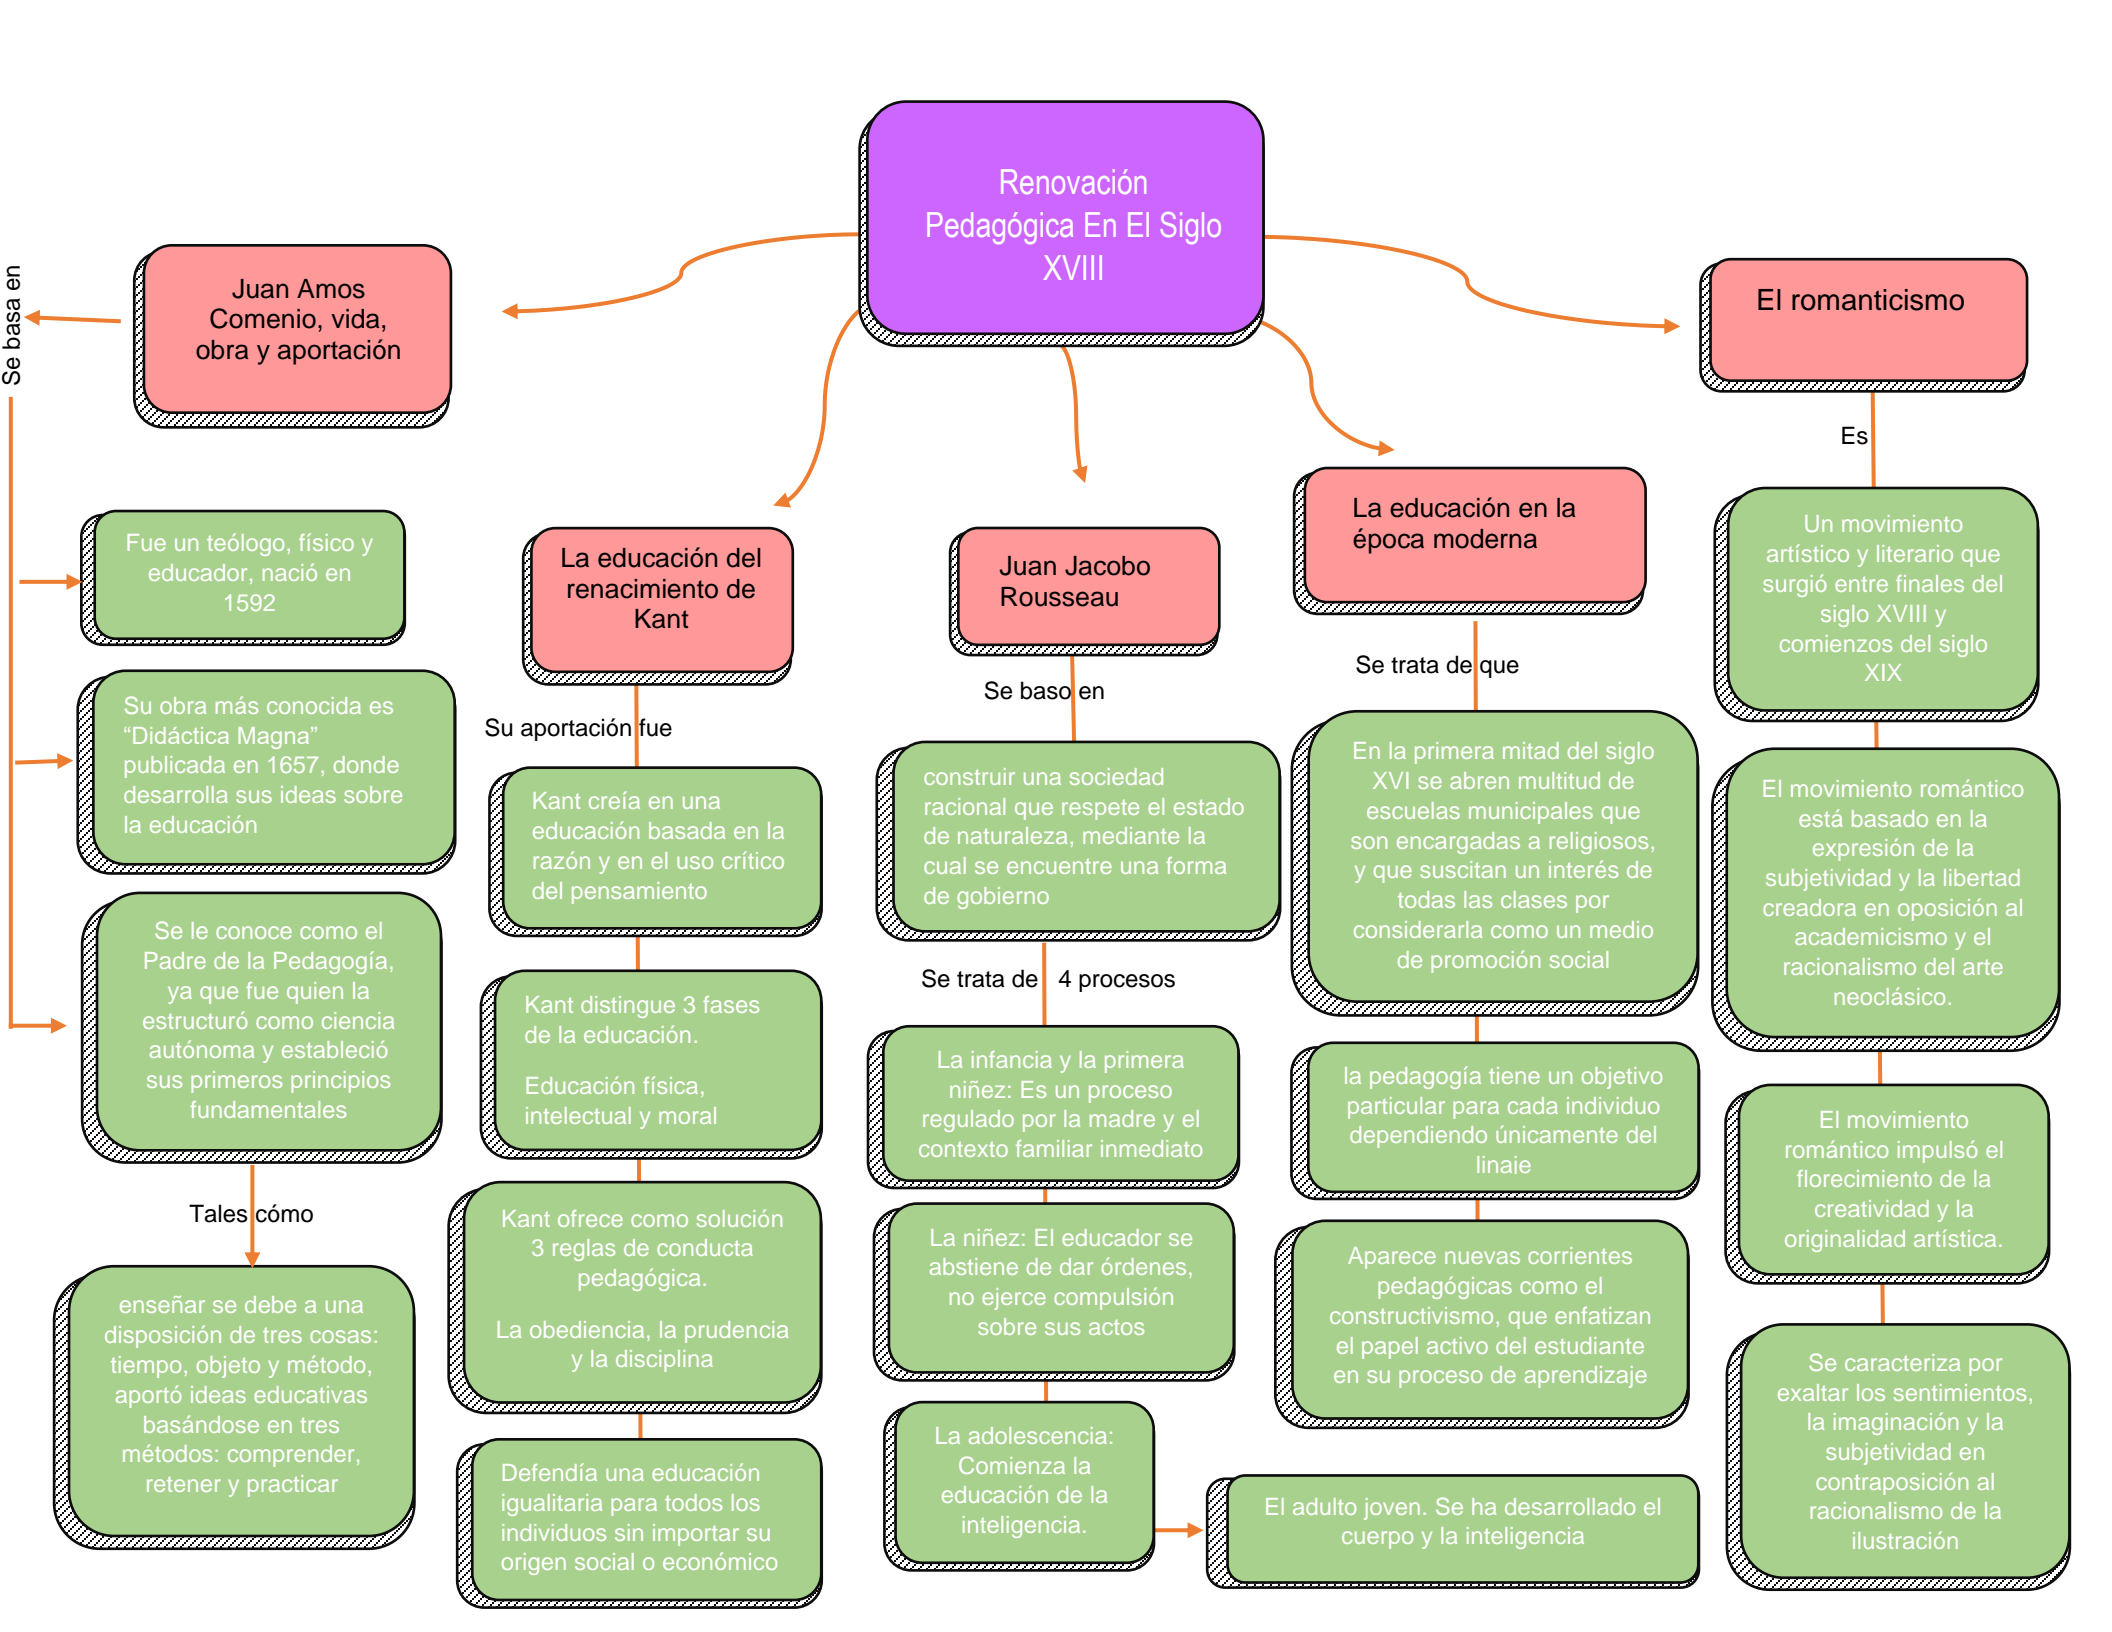 Renovación
Pedagógica En El Siglo
XVIII
Se basa en
Juan Amos
Comenio, vida,
obra y aportación
Fue un teólogo, físico y
educador, nació en
1592
Su obra más conocida es
“Didáctica Magna”
publicada en 1657, donde
desarrolla sus ideas sobre
la educación
Se le conoce como el
Padre de la Pedagogía,
ya que fue quien la
estructuró como ciencia
autónoma y estableció
sus primeros principios
fundamentales
Tales cómo
enseñar se debe a una
disposición de tres cosas:
tiempo, objeto y método,
aportó ideas educativas
basándose en tres
métodos: comprender,
retener y practicar
La educación del
renacimiento de
Kant
Su aportación fue
Kant creía en una
educación basada en la
razón y en el uso crítico
del pensamiento
Kant distingue 3 fases
de la educación.
Educación física,
intelectual y moral
Kant ofrece como solución
3 reglas de conducta
pedagógica.
La obediencia, la prudencia
y la disciplina
Defendía una educación
igualitaria para todos los
individuos sin importar su
origen social o económico
Juan Jacobo
Rousseau
Se baso en
construir una sociedad
racional que respete el estado
de naturaleza, mediante la
cual se encuentre una forma
de gobierno
Se trata de 4 procesos
La infancia y la primera
niñez: Es un proceso
regulado por la madre y el
contexto familiar inmediato
La niñez: El educador se
abstiene de dar órdenes,
no ejerce compulsión
sobre sus actos
La adolescencia:
Comienza la
educación de la
inteligencia.
El adulto joven. Se ha desarrollado el
cuerpo y la inteligencia
La educación en la
época moderna
Se trata de que
En la primera mitad del siglo
XVI se abren multitud de
escuelas municipales que
son encargadas a religiosos,
y que suscitan un interés de
todas las clases por
considerarla como un medio
de promoción social
la pedagogía tiene un objetivo
particular para cada individuo
dependiendo únicamente del
linaje
Aparece nuevas corrientes
pedagógicas como el
constructivismo, que enfatizan
el papel activo del estudiante
en su proceso de aprendizaje
El romanticismo
Es
Un movimiento
artístico y literario que
surgió entre finales del
siglo XVIII y
comienzos del siglo
XIX
El movimiento romántico
está basado en la
expresión de la
subjetividad y la libertad
creadora en oposición al
academicismo y el
racionalismo del arte
neoclásico.
El movimiento
romántico impulsó el
florecimiento de la
creatividad y la
originalidad artística.
Se caracteriza por
exaltar los sentimientos,
la imaginación y la
subjetividad en
contraposición al
racionalismo de la
ilustración